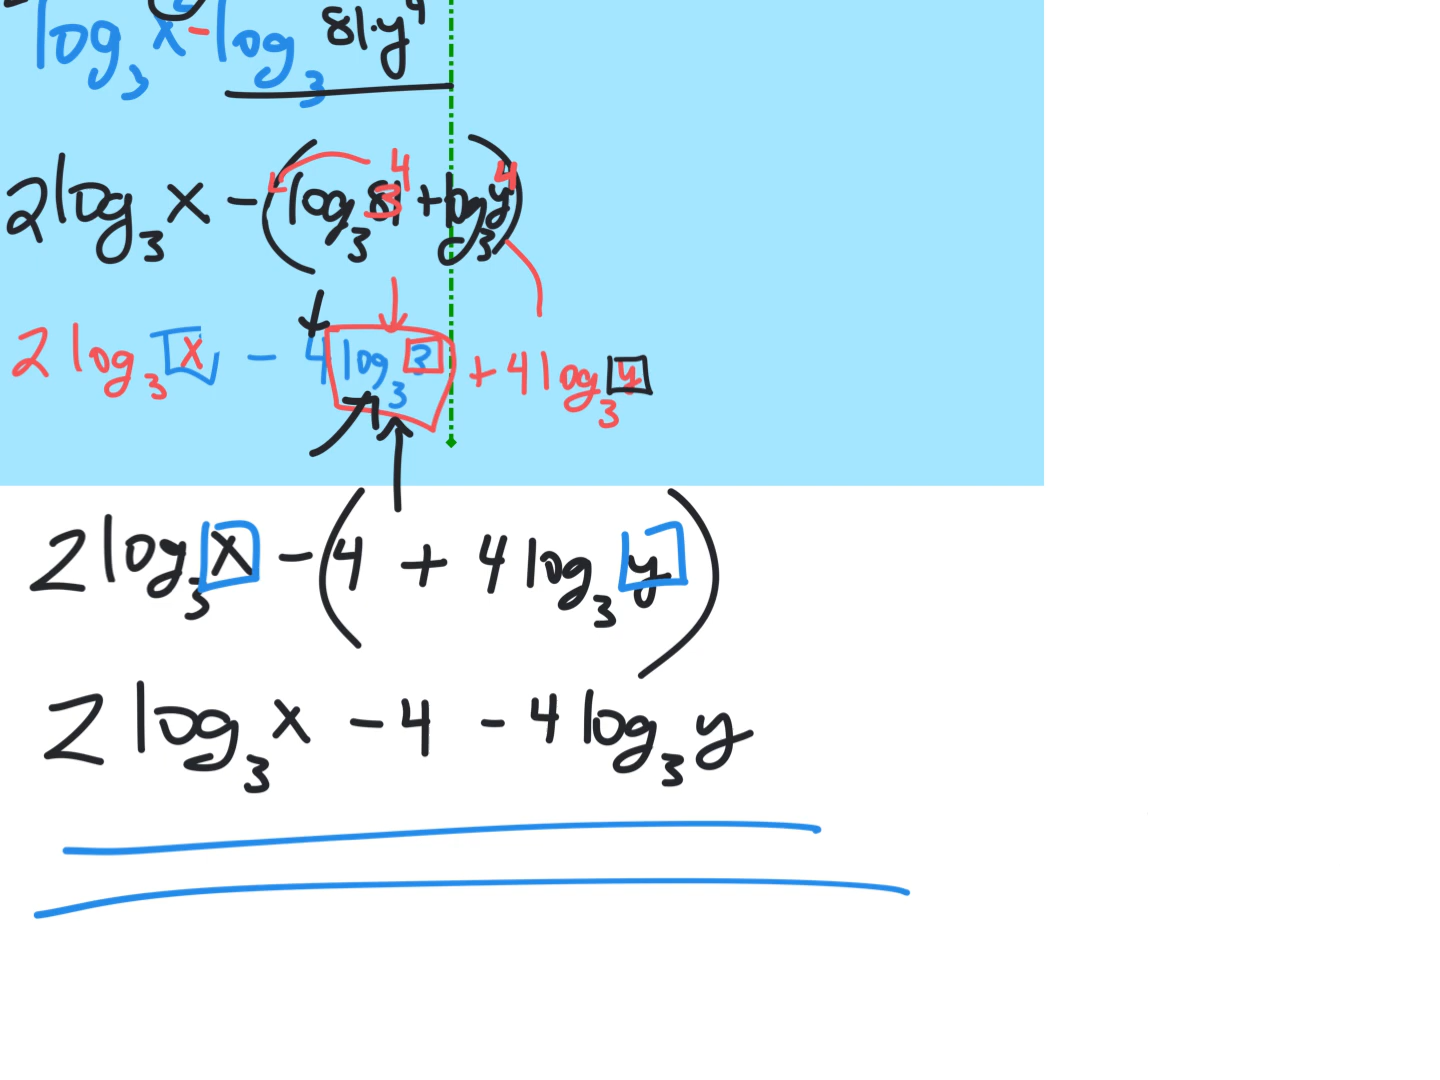 log₃ x² - log₃ 81·y⁴
2log₃ x - (log₃ 3⁴ + log₃ y⁴)
2 log₃ x - 4 log₃ 3 + 4 log₃ y
2 log₃ x - (4 + 4 log₃ y)
2 log₃ x - 4 - 4 log₃ y